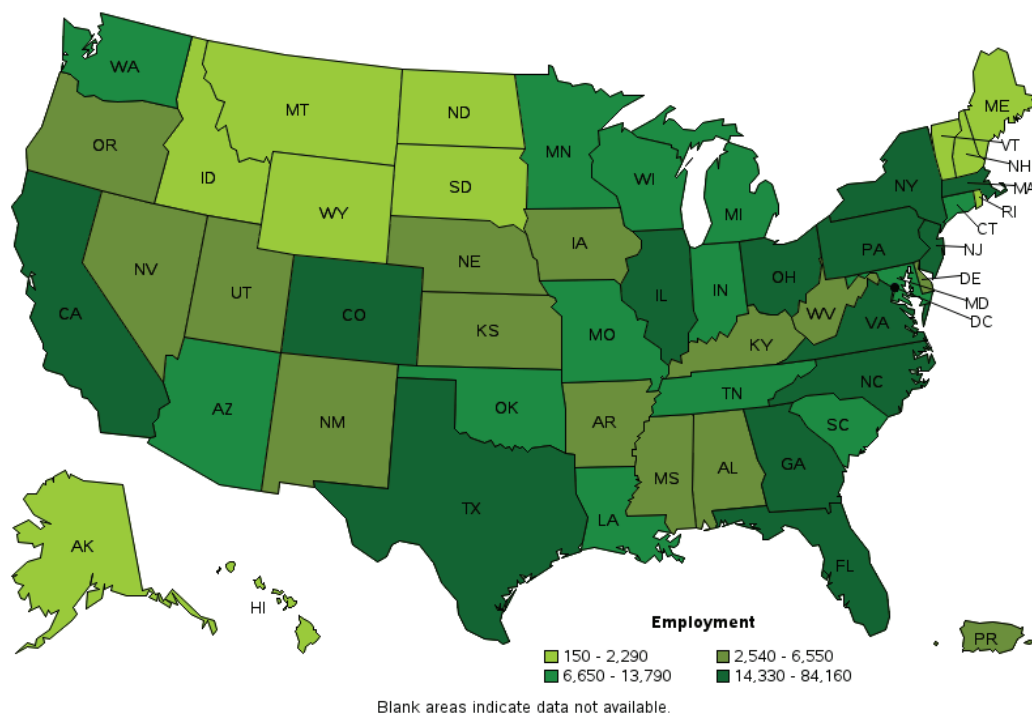 WA
MT
ND
ME
OR
MN
VT
NH
ID
SD
WI
NY
MA
WY
MI
RI
CT
IA
PA
NJ
NV
NE
OH
DE
UT
IL
IN
MD
CA
CO
WV
DC
KS
MO
VA
KY
NC
TN
AZ
OK
NM
AR
SC
MS
AL
GA
TX
LA
AK
FL
HI
PR
Employment
150 - 2,290
2,540 - 6,550
6,650 - 13,790
14,330 - 84,160
Blank areas indicate data not available.